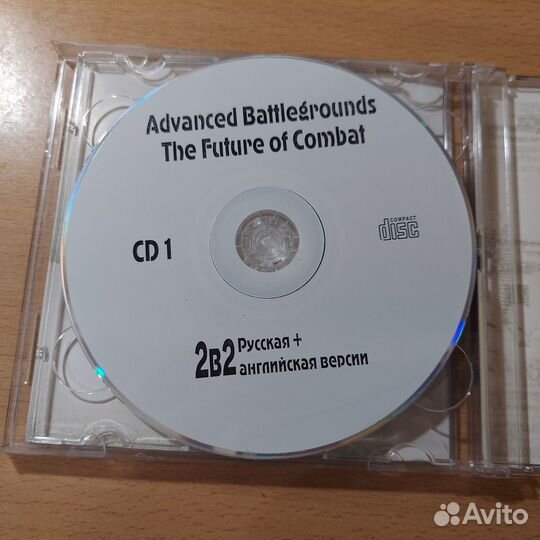 Advanced Battlegrounds
The Future of Combat
CD 1
COMPACT
disc
2в2 Русская +
английская версии
Avito